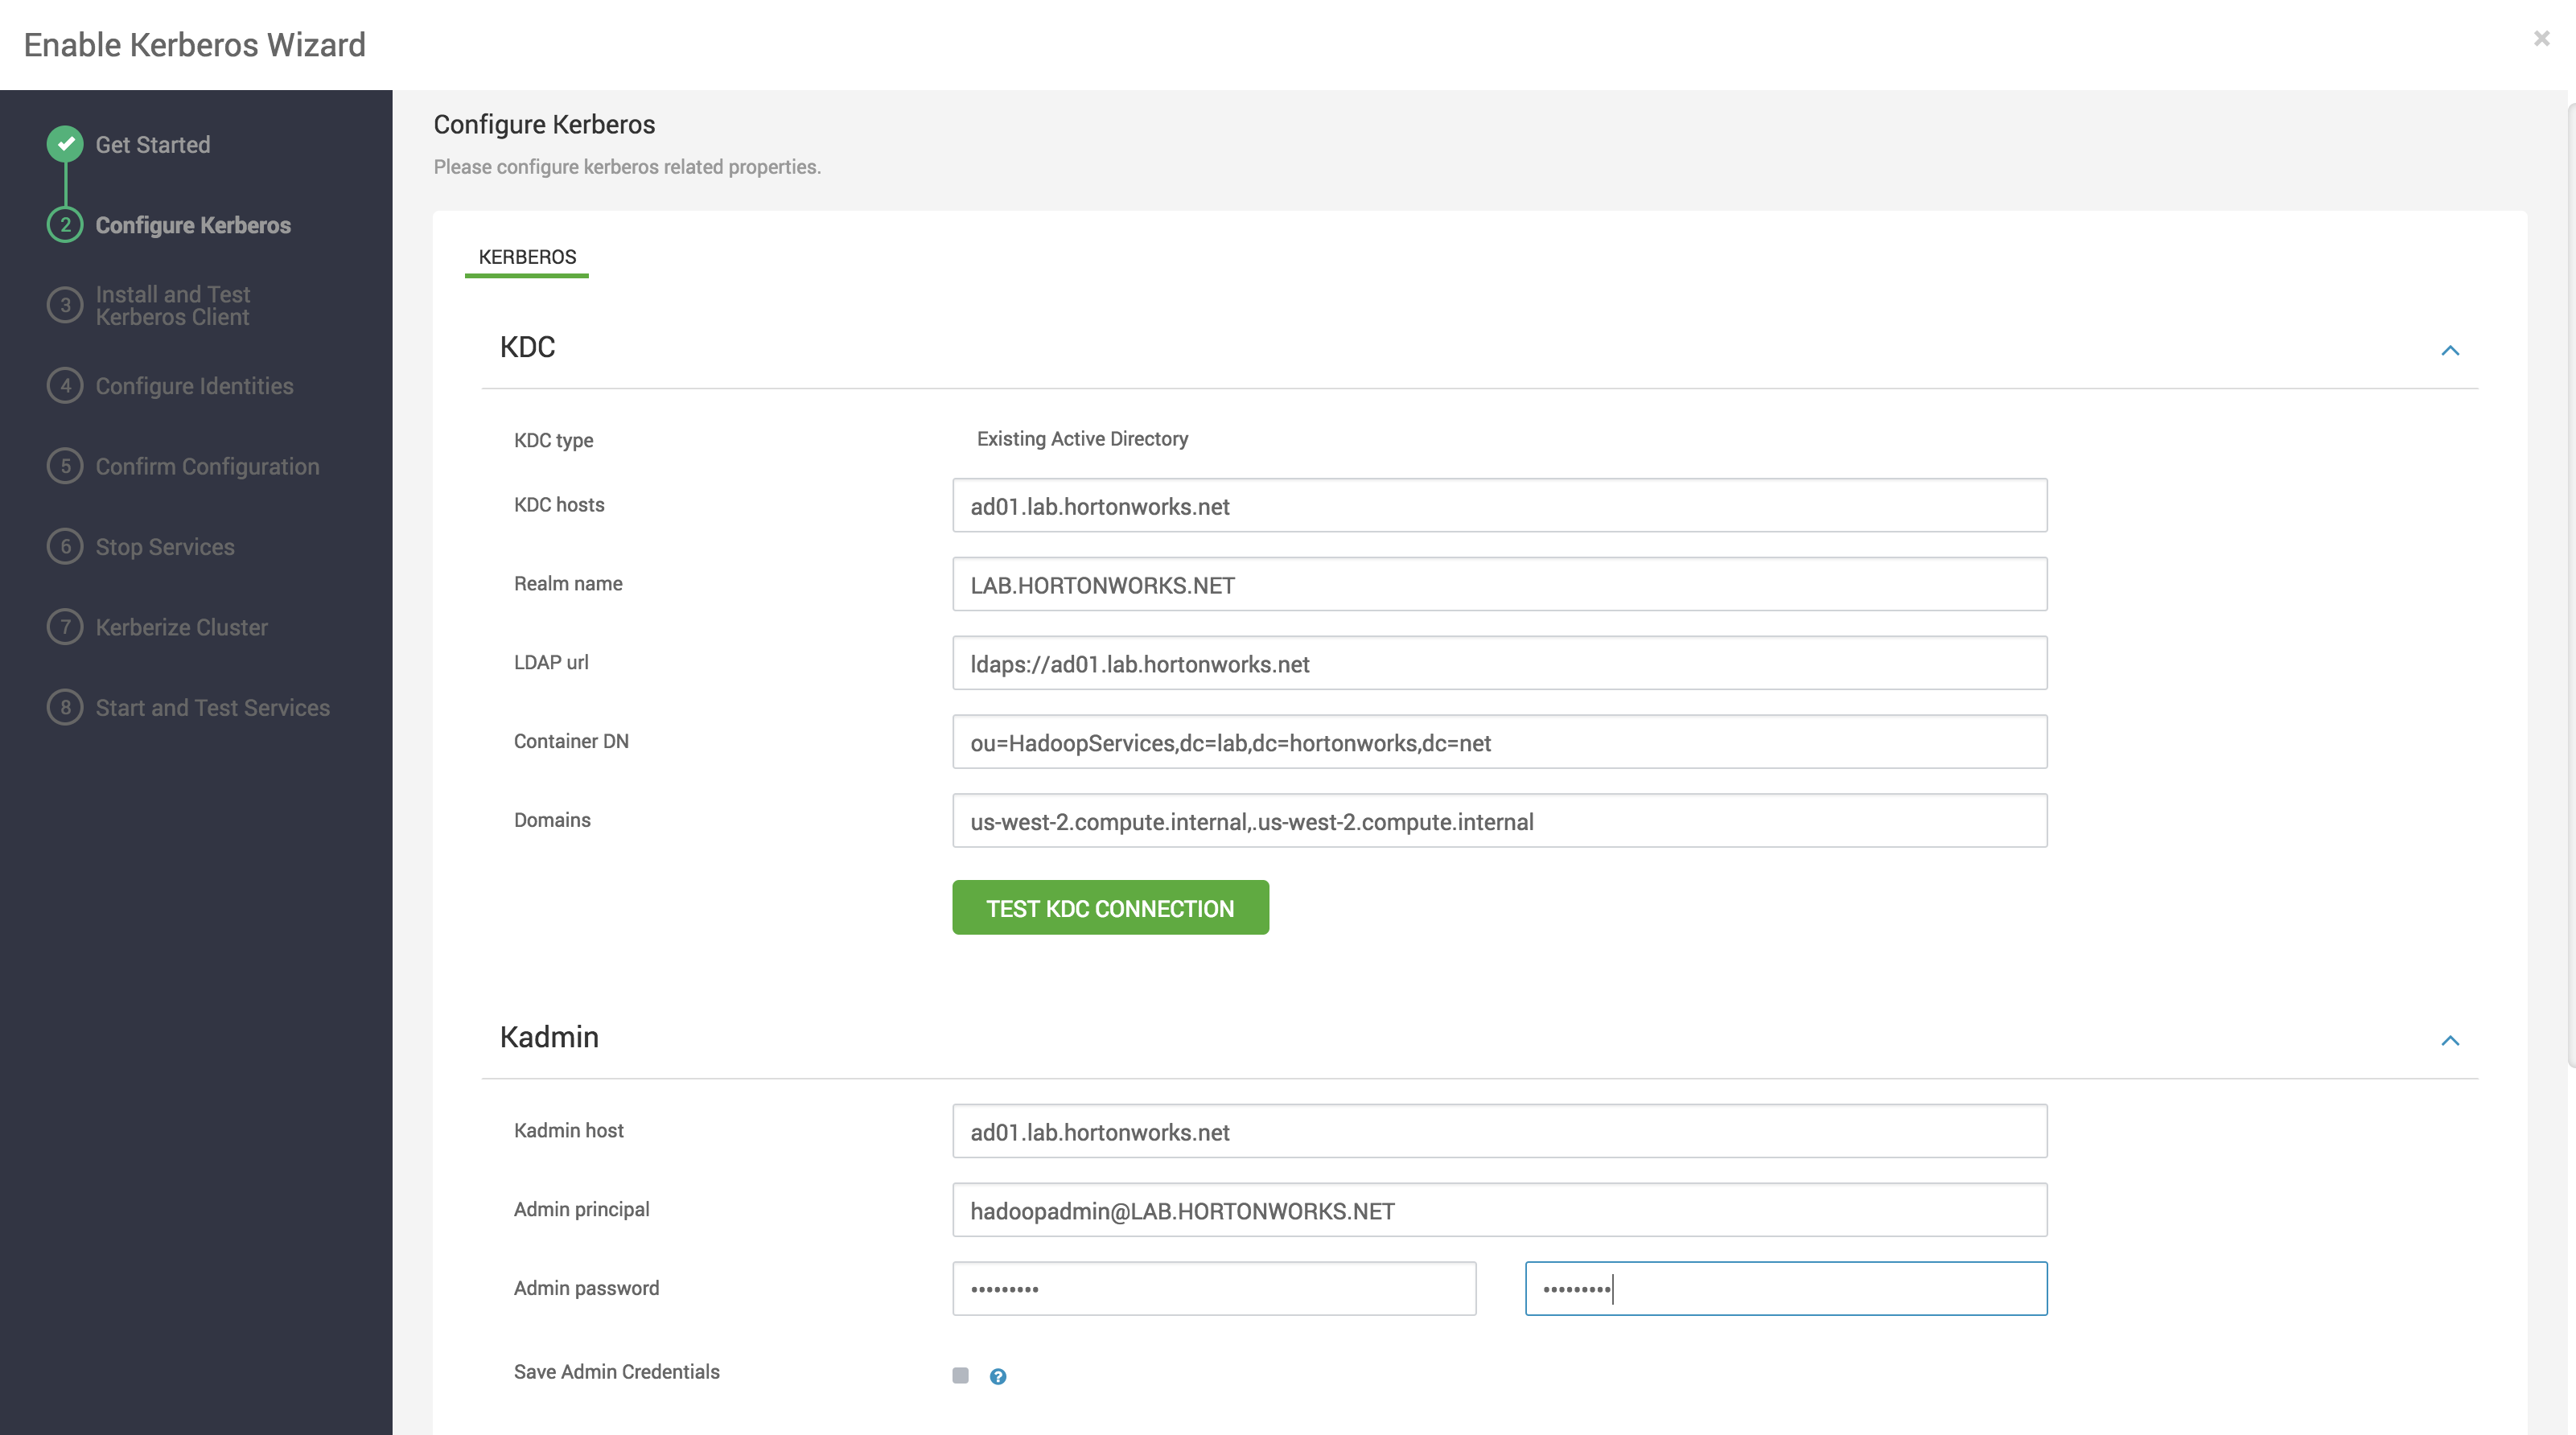 Enable Kerberos Wizard
×
Get Started
2 Configure Kerberos
3 Install and Test
Kerberos Client
4 Configure Identities
5 Confirm Configuration
6 Stop Services
7 Kerberize Cluster
8 Start and Test Services
Configure Kerberos
Please configure kerberos related properties.
KERBEROS
KDC
KDC type Existing Active Directory
KDC hosts ad01.lab.hortonworks.net
Realm name LAB.HORTONWORKS.NET
LDAP url ldaps://ad01.lab.hortonworks.net
Container DN ou=HadoopServices,dc=lab,dc=hortonworks,dc=net
Domains us-west-2.compute.internal,.us-west-2.compute.internal
TEST KDC CONNECTION
Kadmin
Kadmin host ad01.lab.hortonworks.net
Admin principal hadoopadmin@LAB.HORTONWORKS.NET
Admin password ••••••••• •••••••••
Save Admin Credentials ?